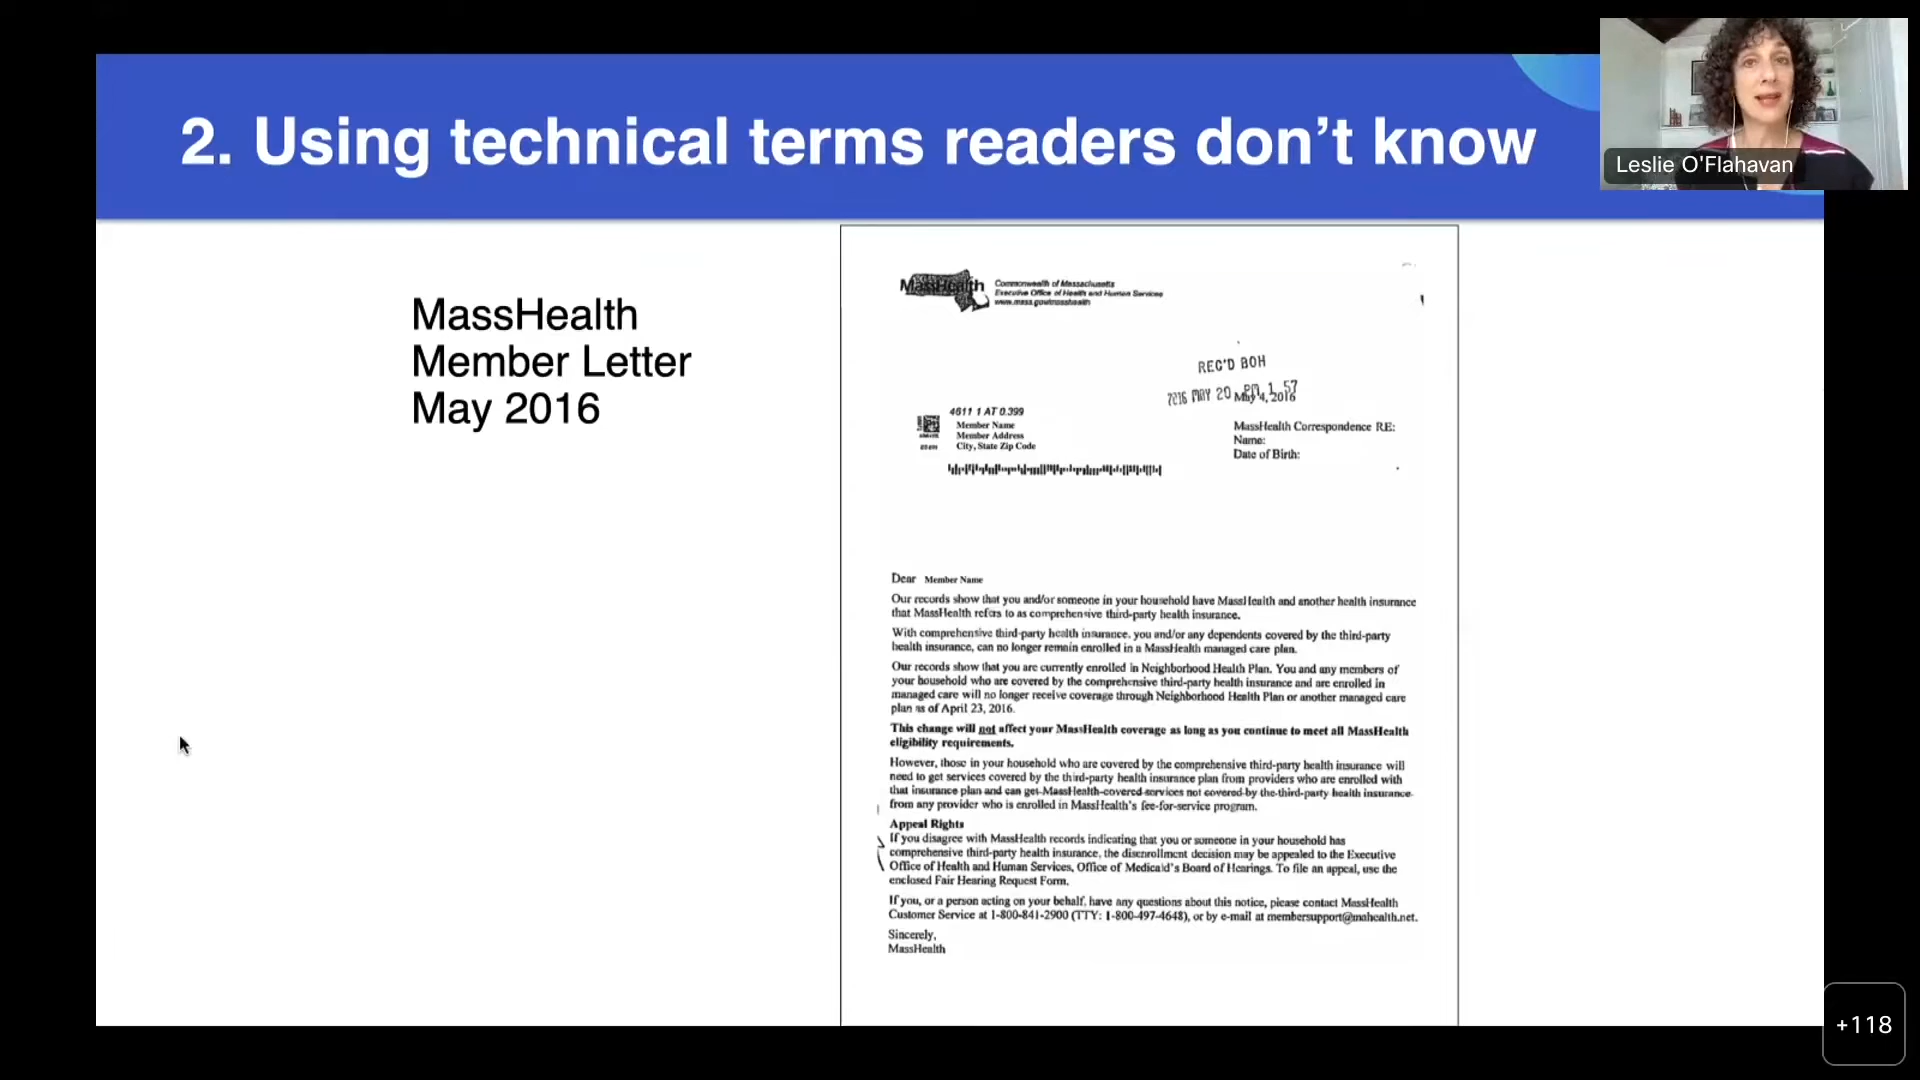 2. Using technical terms readers don't know
Leslie O'Flahavan
MassHealth
Member Letter
May 2016
MassHealth
Commonwealth of Massachusetts
Executive Office of Health and Human Services
www.mass.gov/masshealth
REC'D BOH
2016 MAY 20 PM 1 57
May 4, 2016
4611 1 AT 0.399
Member Name
Member Address
City, State Zip Code
MassHealth Correspondence RE:
Name:
Date of Birth:
Dear Member Name
Our records show that you and/or someone in your household have MassHealth and another health insurance
that MassHealth refers to as comprehensive third-party health insurance.
With comprehensive third-party health insurance, you and/or any dependents covered by the third-party
health insurance, can no longer remain enrolled in a MassHealth managed care plan.
Our records show that you are currently enrolled in Neighborhood Health Plan. You and any members of
your household who are covered by the comprehensive third-party health insurance and are enrolled in
managed care will no longer receive coverage through Neighborhood Health Plan or another managed care
plan as of April 23, 2016.
This change will not affect your MassHealth coverage as long as you continue to meet all MassHealth
eligibility requirements.
However, those in your household who are covered by the comprehensive third-party health insurance will
need to get services covered by the third-party health insurance plan from providers who are enrolled with
that insurance plan and can get MassHealth-covered services not covered by the third-party health insurance
from any provider who is enrolled in MassHealth's fee-for-service program.
Appeal Rights
If you disagree with MassHealth records indicating that you or someone in your household has
comprehensive third-party health insurance, the disenrollment decision may be appealed to the Executive
Office of Health and Human Services, Office of Medicaid's Board of Hearings. To file an appeal, use the
enclosed Fair Hearing Request Form.
If you, or a person acting on your behalf, have any questions about this notice, please contact MassHealth
Customer Service at 1-800-841-2900 (TTY: 1-800-497-4648), or by e-mail at membersupport@mahealth.net.
Sincerely,
MassHealth
+118